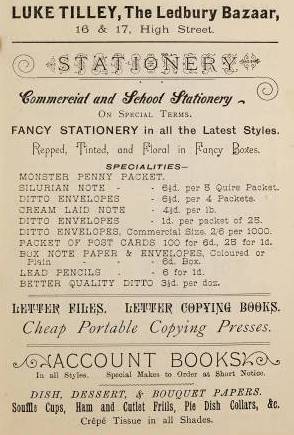 LUKE TILLEY, The Ledbury Bazaar,
16 & 17, High Street.
STATIONERY
Commercial and School Stationery
ON SPECIAL TERMS.
FANCY STATIONERY in all the Latest Styles.
Repped, Tinted, and Floral in Fancy Boxes.
SPECIALITIES—
MONSTER PENNY PACKET.
SILURIAN NOTE - - 6½d. per 5 Quire Packet.
DITTO ENVELOPES - 6½d. per 4 Packets.
CREAM LAID NOTE - 4½d. per lb.
DITTO ENVELOPES - 1d. per packet of 25.
DITTO ENVELOPES, Commercial Size, 2/6 per 1000.
PACKET OF POST CARDS 100 for 6d., 25 for 1d.
BOX NOTE PAPER & ENVELOPES, Coloured or
Plain - - 6d. Box.
LEAD PENCILS - - 6 for 1d.
BETTER QUALITY DITTO 3½d. per doz.
LETTER FILES. LETTER COPYING BOOKS.
Cheap Portable Copying Presses.
ACCOUNT BOOKS
In all Styles. Special Makes to Order at Short Notice.
DISH, DESSERT, & BOUQUET PAPERS.
Souffle Cups, Ham and Cutlet Frills, Pie Dish Collars, &c.
Crêpé Tissue in all Shades.